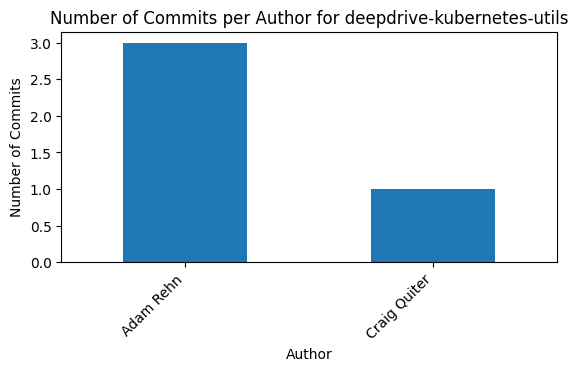 Number of Commits per Author for deepdrive-kubernetes-utils
3.0
2.5
2.0
1.5
1.0
0.5
0.0
Number of Commits
Adam Rehn
Craig Quiter
Author